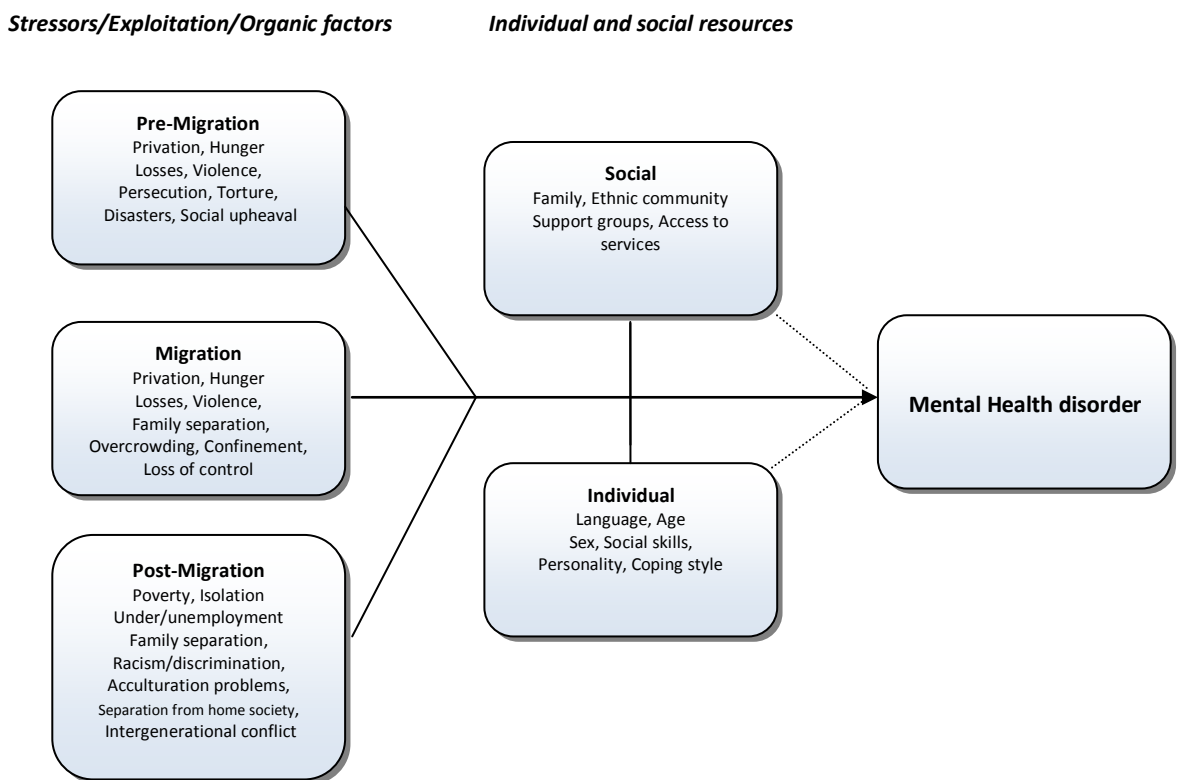 Stressors/Exploitation/Organic factors
Individual and social resources
Pre-Migration
Privation, Hunger
Losses, Violence,
Persecution, Torture,
Disasters, Social upheaval
Migration
Privation, Hunger
Losses, Violence,
Family separation,
Overcrowding, Confinement,
Loss of control
Post-Migration
Poverty, Isolation
Under/unemployment
Family separation,
Racism/discrimination,
Acculturation problems,
Separation from home society,
Intergenerational conflict
Social
Family, Ethnic community
Support groups, Access to
services
Individual
Language, Age
Sex, Social skills,
Personality, Coping style
Mental Health disorder